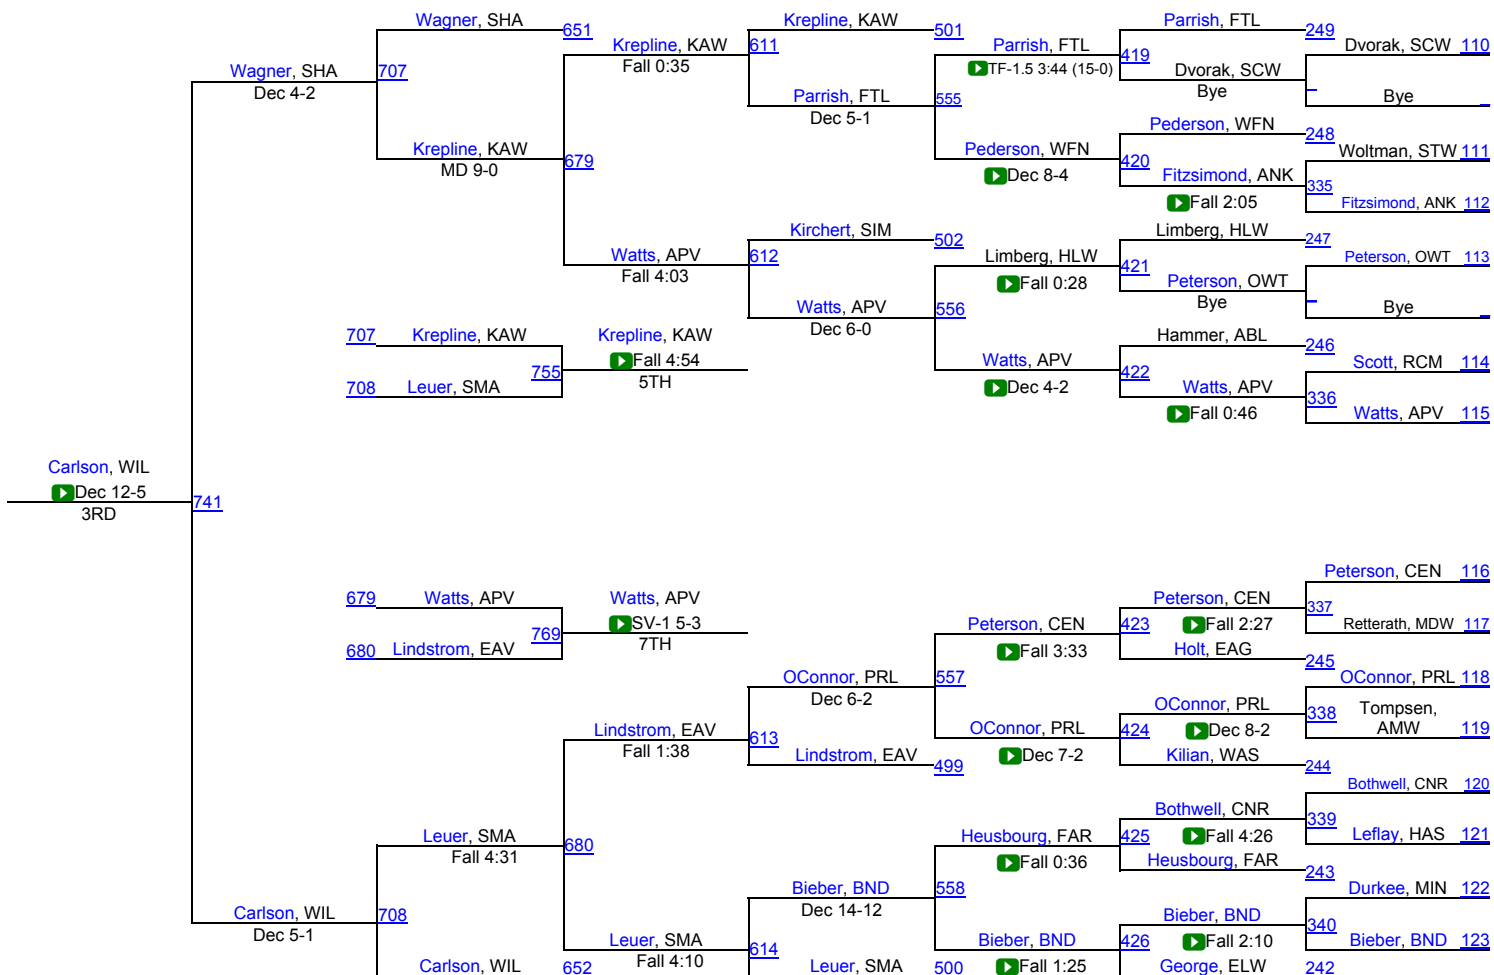 Wagner, SHA
651
Krepline, KAW
501
Parrish, FTL
249
Krepline, KAW
Fall 0:35
611
Parrish, FTL
TF-1.5 3:44 (15-0)
419
Dvorak, SCW 110
Wagner, SHA
Dec 4-2
707
Dvorak, SCW
Bye
Parrish, FTL
Dec 5-1
555
Bye
Pederson, WFN
248
Krepline, KAW
MD 9-0
679
Pederson, WFN
Dec 8-4
420
Woltman, STW 111
Fitzsimond, ANK
Fall 2:05
335
Fitzsimond, ANK 112
Kirchert, SIM
502
Limberg, HLW
247
Watts, APV
Fall 4:03
612
Limberg, HLW
Fall 0:28
421
Peterson, OWT 113
Peterson, OWT
Bye
Watts, APV
Dec 6-0
556
Bye
707 Krepline, KAW
Krepline, KAW
Fall 4:54
5TH
755
708 Leuer, SMA
Hammer, ABL
246
Watts, APV
Dec 4-2
422
Scott, RCM 114
Watts, APV
Fall 0:46
336
Watts, APV 115
Carlson, WIL
Dec 12-5
3RD
741
Peterson, CEN 116
679 Watts, APV
Watts, APV
SV-1 5-3
7TH
769
680 Lindstrom, EAV
Peterson, CEN
Fall 2:27
337
Peterson, CEN
Fall 3:33
423
Retterath, MDW 117
Holt, EAG
245
OConnor, PRL
Dec 6-2
557
OConnor, PRL 118
OConnor, PRL
Dec 8-2
338
Tompsen,
AMW 119
Lindstrom, EAV
Fall 1:38
613
OConnor, PRL
Dec 7-2
424
Lindstrom, EAV
499
Kilian, WAS
244
Bothwell, CNR 120
Bothwell, CNR
Fall 4:26
339
Leuer, SMA
Fall 4:31
680
Heusbourg, FAR
Fall 0:36
425
Leflay, HAS 121
Heusbourg, FAR
243
Bieber, BND
Dec 14-12
558
Durkee, MIN 122
Carlson, WIL
Dec 5-1
708
Bieber, BND
Fall 2:10
340
Leuer, SMA
Fall 4:10
614
Bieber, BND
Fall 1:25
426
Bieber, BND 123
Carlson, WIL
652
Leuer, SMA
500
George, ELW
242